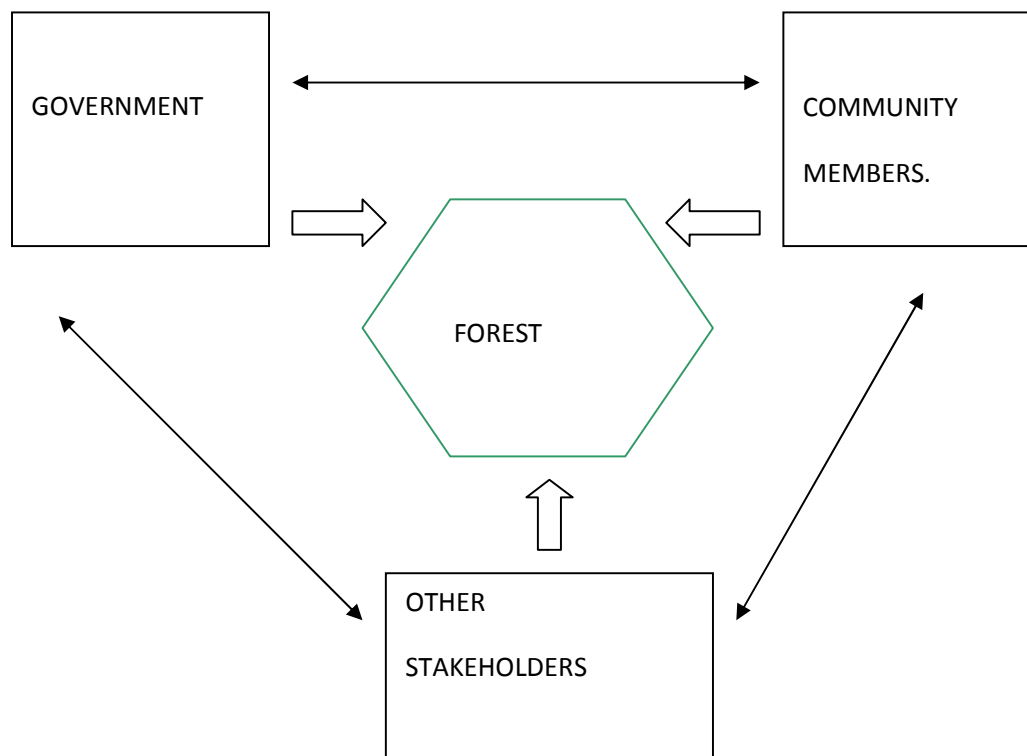 GOVERNMENT
COMMUNITY
MEMBERS.
FOREST
OTHER
STAKEHOLDERS